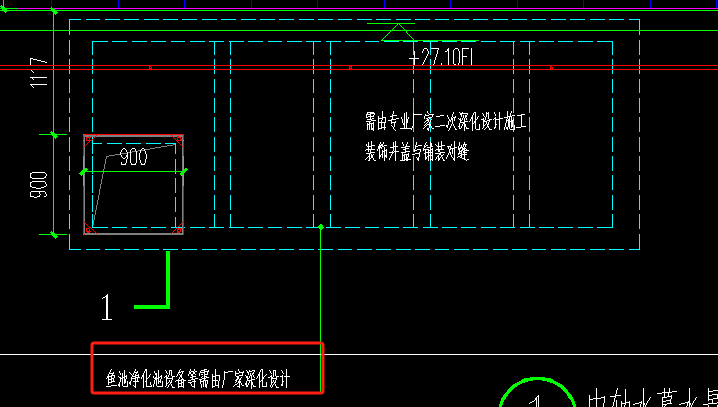 +27.10Fl
1117
需由专业厂家二次深化设计施工
装饰井盖与铺装对缝
900
900
1
鱼池净化池设备等需由厂家深化设计
1